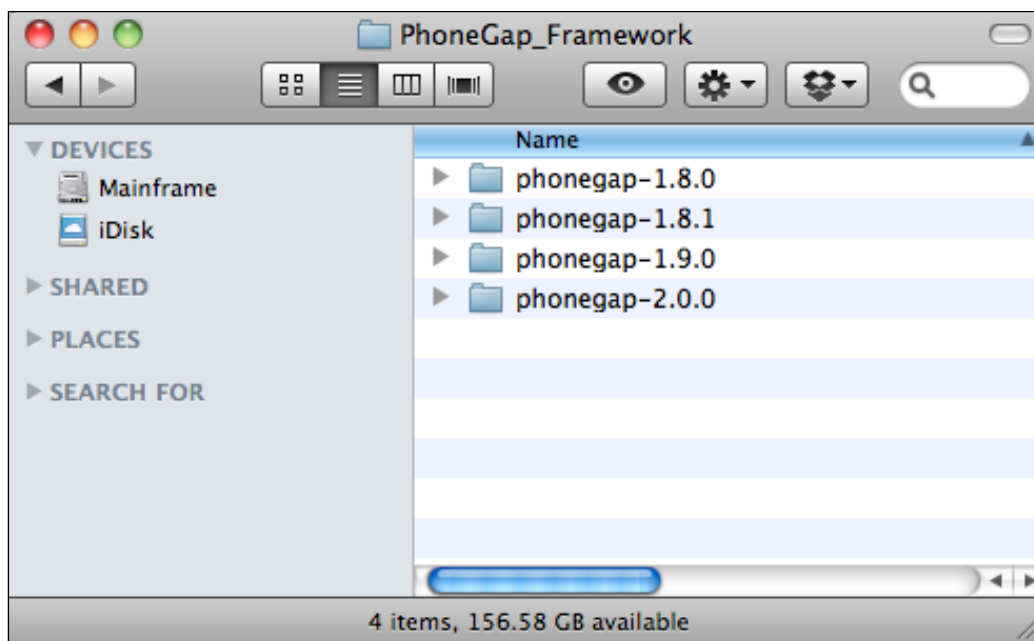 PhoneGap_Framework
DEVICES
Mainframe
iDisk
SHARED
PLACES
SEARCH FOR
Name
phonegap-1.8.0
phonegap-1.8.1
phonegap-1.9.0
phonegap-2.0.0
4 items, 156.58 GB available